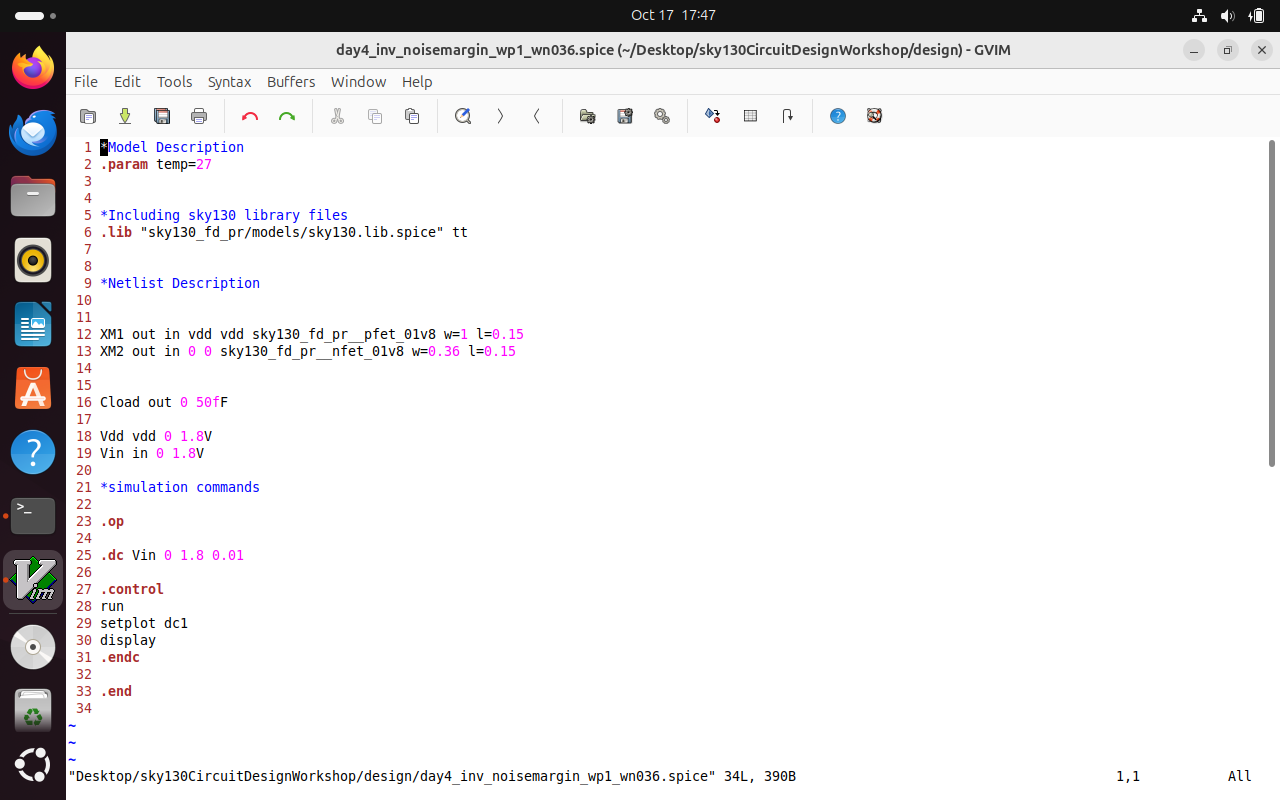 Oct 17 17:47
day4_inv_noisemargin_wp1_wn036.spice (~/Desktop/sky130CircuitDesignWorkshop/design) - GVIM
File Edit Tools Syntax Buffers Window Help
1 *Model Description
2 .param temp=27
3
4
5 *Including sky130 library files
6 .lib "sky130_fd_pr/models/sky130.lib.spice" tt
7
8
9 *Netlist Description
10
11
12 XM1 out in vdd vdd sky130_fd_pr__pfet_01v8 w=1 l=0.15
13 XM2 out in 0 0 sky130_fd_pr__nfet_01v8 w=0.36 l=0.15
14
15
16 Cload out 0 50fF
17
18 Vdd vdd 0 1.8V
19 Vin in 0 1.8V
20
21 *simulation commands
22
23 .op
24
25 .dc Vin 0 1.8 0.01
26
27 .control
28 run
29 setplot dc1
30 display
31 .endc
32
33 .end
34
~
~
~
"Desktop/sky130CircuitDesignWorkshop/design/day4_inv_noisemargin_wp1_wn036.spice" 34L, 390B 1,1 All